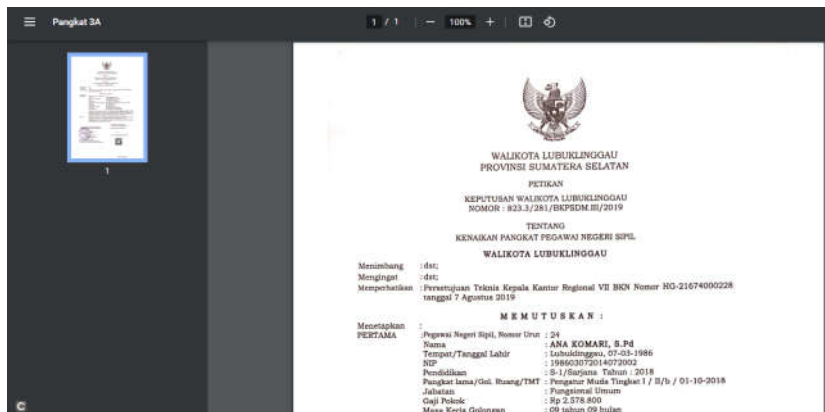 Pangkat 3A
1 / 1
100%
1
WALIKOTA LUBUKLINGGAU
PROVINSI SUMATERA SELATAN
PETIKAN
KEPUTUSAN WALIKOTA LUBUKLINGGAU
NOMOR : 823.3/281/BKPSDM.III/2019
TENTANG
KENAIKAN PANGKAT PEGAWAI NEGERI SIPIL
WALIKOTA LUBUKLINGGAU
Menimbang : dst;
Mengingat : dst;
Memperhatikan : Persetujuan Teknis Kepala Kantor Regional VII BKN Nomor HG-21674000228
tanggal 7 Agustus 2019
M E M U T U S K A N :
Menetapkan :
PERTAMA : Pegawai Negeri Sipil, Nomor Urut : 24
Nama : ANA KOMARI, S.Pd
Tempat/Tanggal Lahir : Lubuklinggau, 07-03-1986
NIP : 198603072014072002
Pendidikan : S-1/Sarjana Tahun : 2018
Pangkat lama/Gol. Ruang/TMT : Pengatur Muda Tingkat I / II/b / 01-10-2018
Jabatan : Fungsional Umum
Gaji Pokok : Rp 2.578.800
Masa Kerja Golongan : 09 tahun 09 bulan